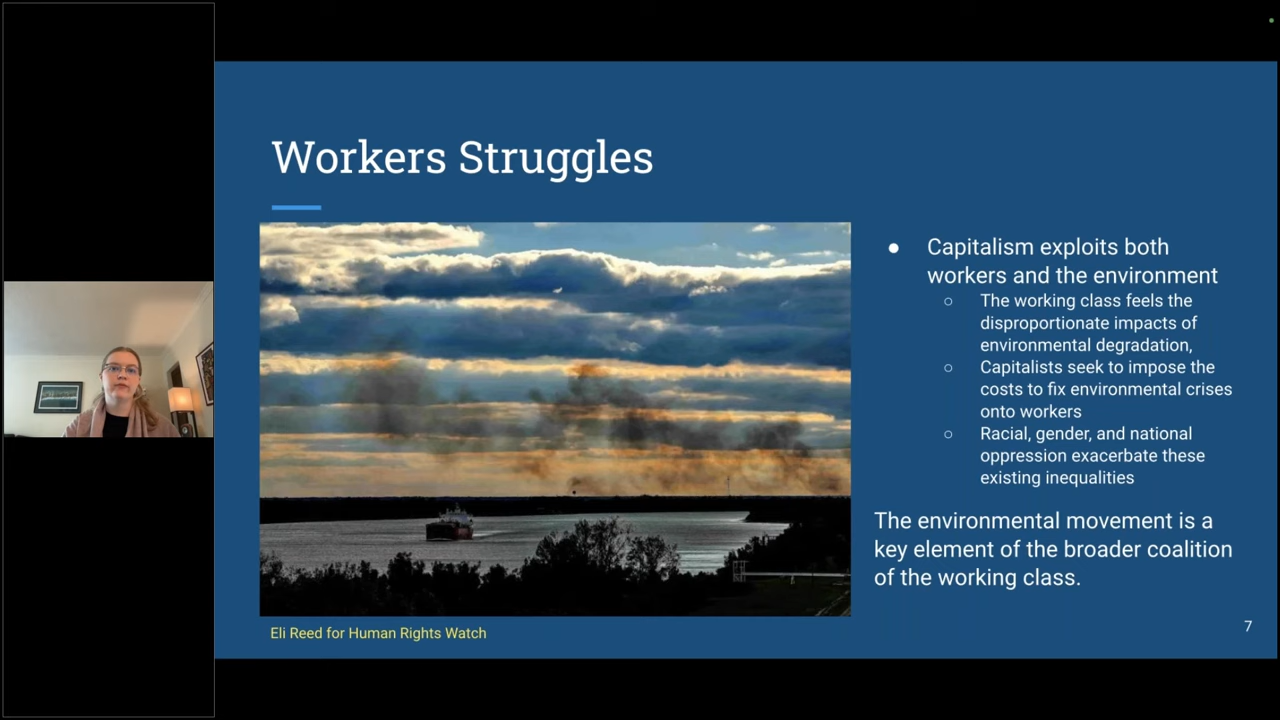 Workers Struggles
● Capitalism exploits both
workers and the environment
○ The working class feels the
disproportionate impacts of
environmental degradation,
○ Capitalists seek to impose the
costs to fix environmental crises
onto workers
○ Racial, gender, and national
oppression exacerbate these
existing inequalities
The environmental movement is a
key element of the broader coalition
of the working class.
Eli Reed for Human Rights Watch
7